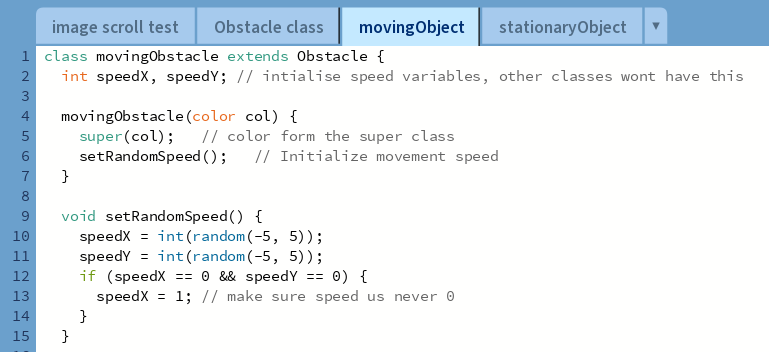 image scroll test Obstacle class movingObject stationaryObject ▼
1 class movingObstacle extends Obstacle {
2 int speedX, speedY; // intialise speed variables, other classes wont have this
3
4 movingObstacle(color col) {
5 super(col); // color form the super class
6 setRandomSpeed(); // Initialize movement speed
7 }
8
9 void setRandomSpeed() {
10 speedX = int(random(-5, 5));
11 speedY = int(random(-5, 5));
12 if (speedX == 0 && speedY == 0) {
13 speedX = 1; // make sure speed us never 0
14 }
15 }